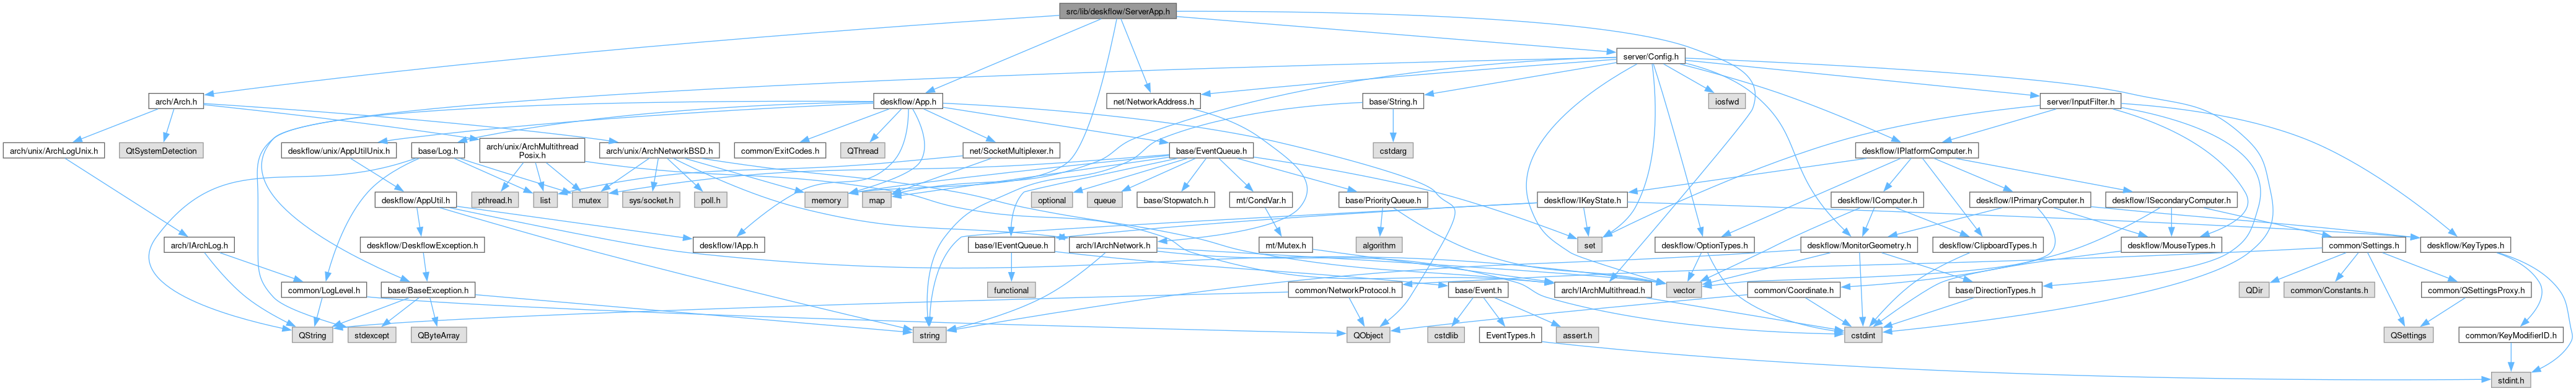 src/lib/deskflow/ServerApp.h
server/Config.h
arch/Arch.h
deskflow/App.h
net/NetworkAddress.h
base/String.h
iosfwd
server/InputFilter.h
arch/unix/ArchLogUnix.h
QtSystemDetection
deskflow/unix/AppUtilUnix.h
base/Log.h
arch/unix/ArchMultithread
Posix.h
arch/unix/ArchNetworkBSD.h
common/ExitCodes.h
QThread
net/SocketMultiplexer.h
base/EventQueue.h
cstdarg
deskflow/IPlatformComputer.h
deskflow/AppUtil.h
pthread.h
list
mutex
sys/socket.h
poll.h
memory
map
optional
queue
base/Stopwatch.h
mt/CondVar.h
base/PriorityQueue.h
deskflow/IKeyState.h
deskflow/IComputer.h
deskflow/IPrimaryComputer.h
deskflow/ISecondaryComputer.h
arch/IArchLog.h
deskflow/DeskflowException.h
deskflow/IApp.h
base/IEventQueue.h
arch/IArchNetwork.h
mt/Mutex.h
algorithm
set
deskflow/OptionTypes.h
deskflow/MonitorGeometry.h
deskflow/ClipboardTypes.h
deskflow/MouseTypes.h
common/Settings.h
deskflow/KeyTypes.h
common/LogLevel.h
base/BaseException.h
functional
common/NetworkProtocol.h
base/Event.h
arch/IArchMultithread.h
vector
common/Coordinate.h
base/DirectionTypes.h
QDir
common/Constants.h
common/QSettingsProxy.h
QString
stdexcept
QByteArray
string
QObject
cstdlib
EventTypes.h
assert.h
cstdint
QSettings
common/KeyModifierID.h
stdint.h